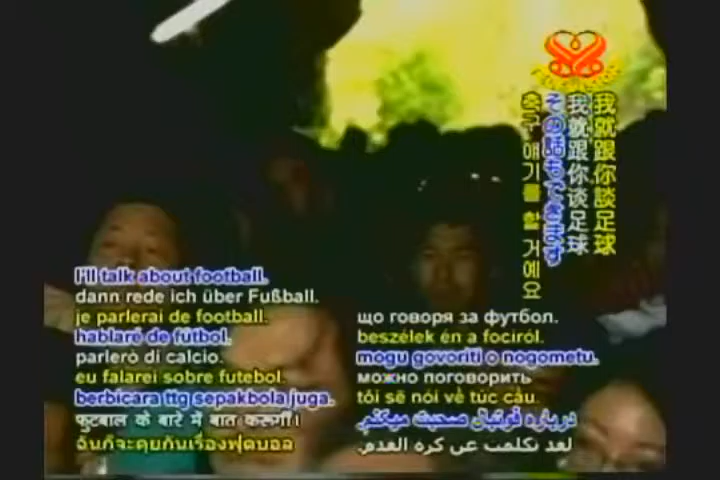 我就跟你談足球
我就跟你谈足球
その話もできます
축구 얘기를 할 거예요
I'll talk about football.
dann rede ich über Fußball.
je parlerai de football.
hablaré de fútbol.
parlerò di calcio.
eu falarei sobre futebol.
berbicara ttg sepakbola juga.
फुटबाल के बारे में बात करूगीं।
ฉันก็จะคุยกันเรื่องฟุตบอล
що говоря за футбол.
beszélek én a fociról.
mogu govoriti o nogometu.
можно поговорить
tôi sẽ nói về túc cầu.
درباره فوتبال صحبت میکنم.
لقد تكلمت عن كرة القدم.